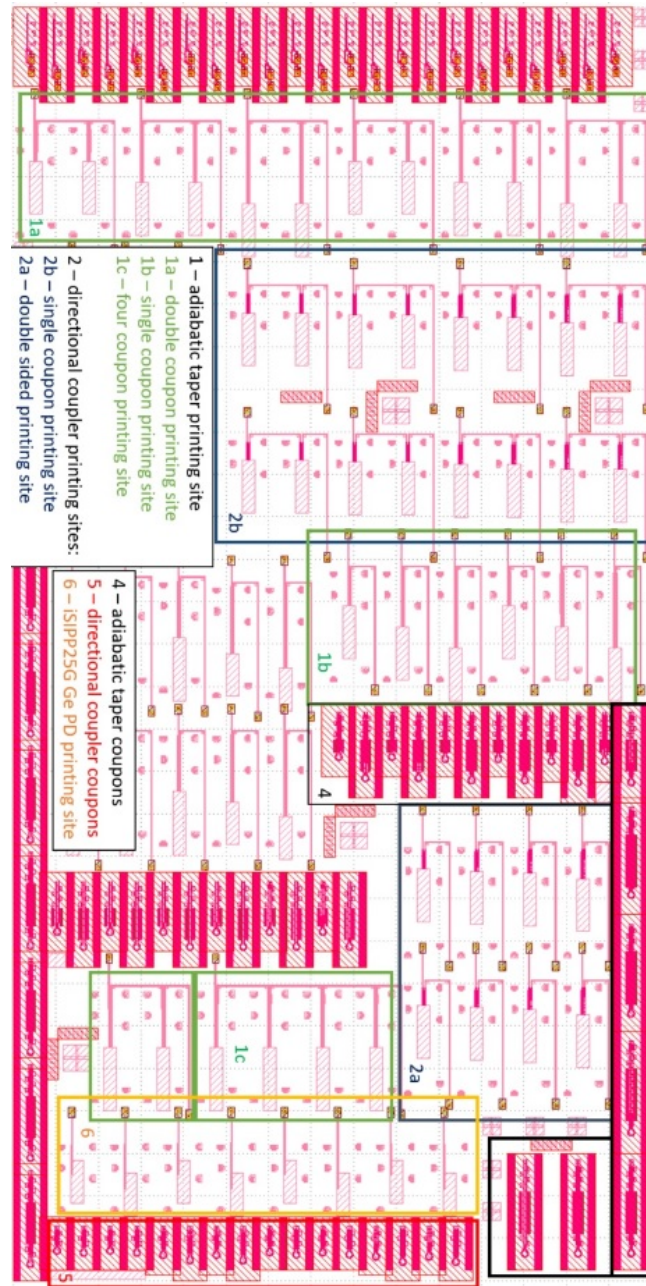 1a
1 – adiabatic taper printing site
1a – double coupon printing site
1b – single coupon printing site
1c – four coupon printing site
2 – directional coupler printing sites:
2b – single coupon printing site
2a – double sided printing site
2b
1b
4 – adiabatic taper coupons
5 – directional coupler coupons
6 – iSIPP25G Ge PD printing site
4
2a
1c
6
5